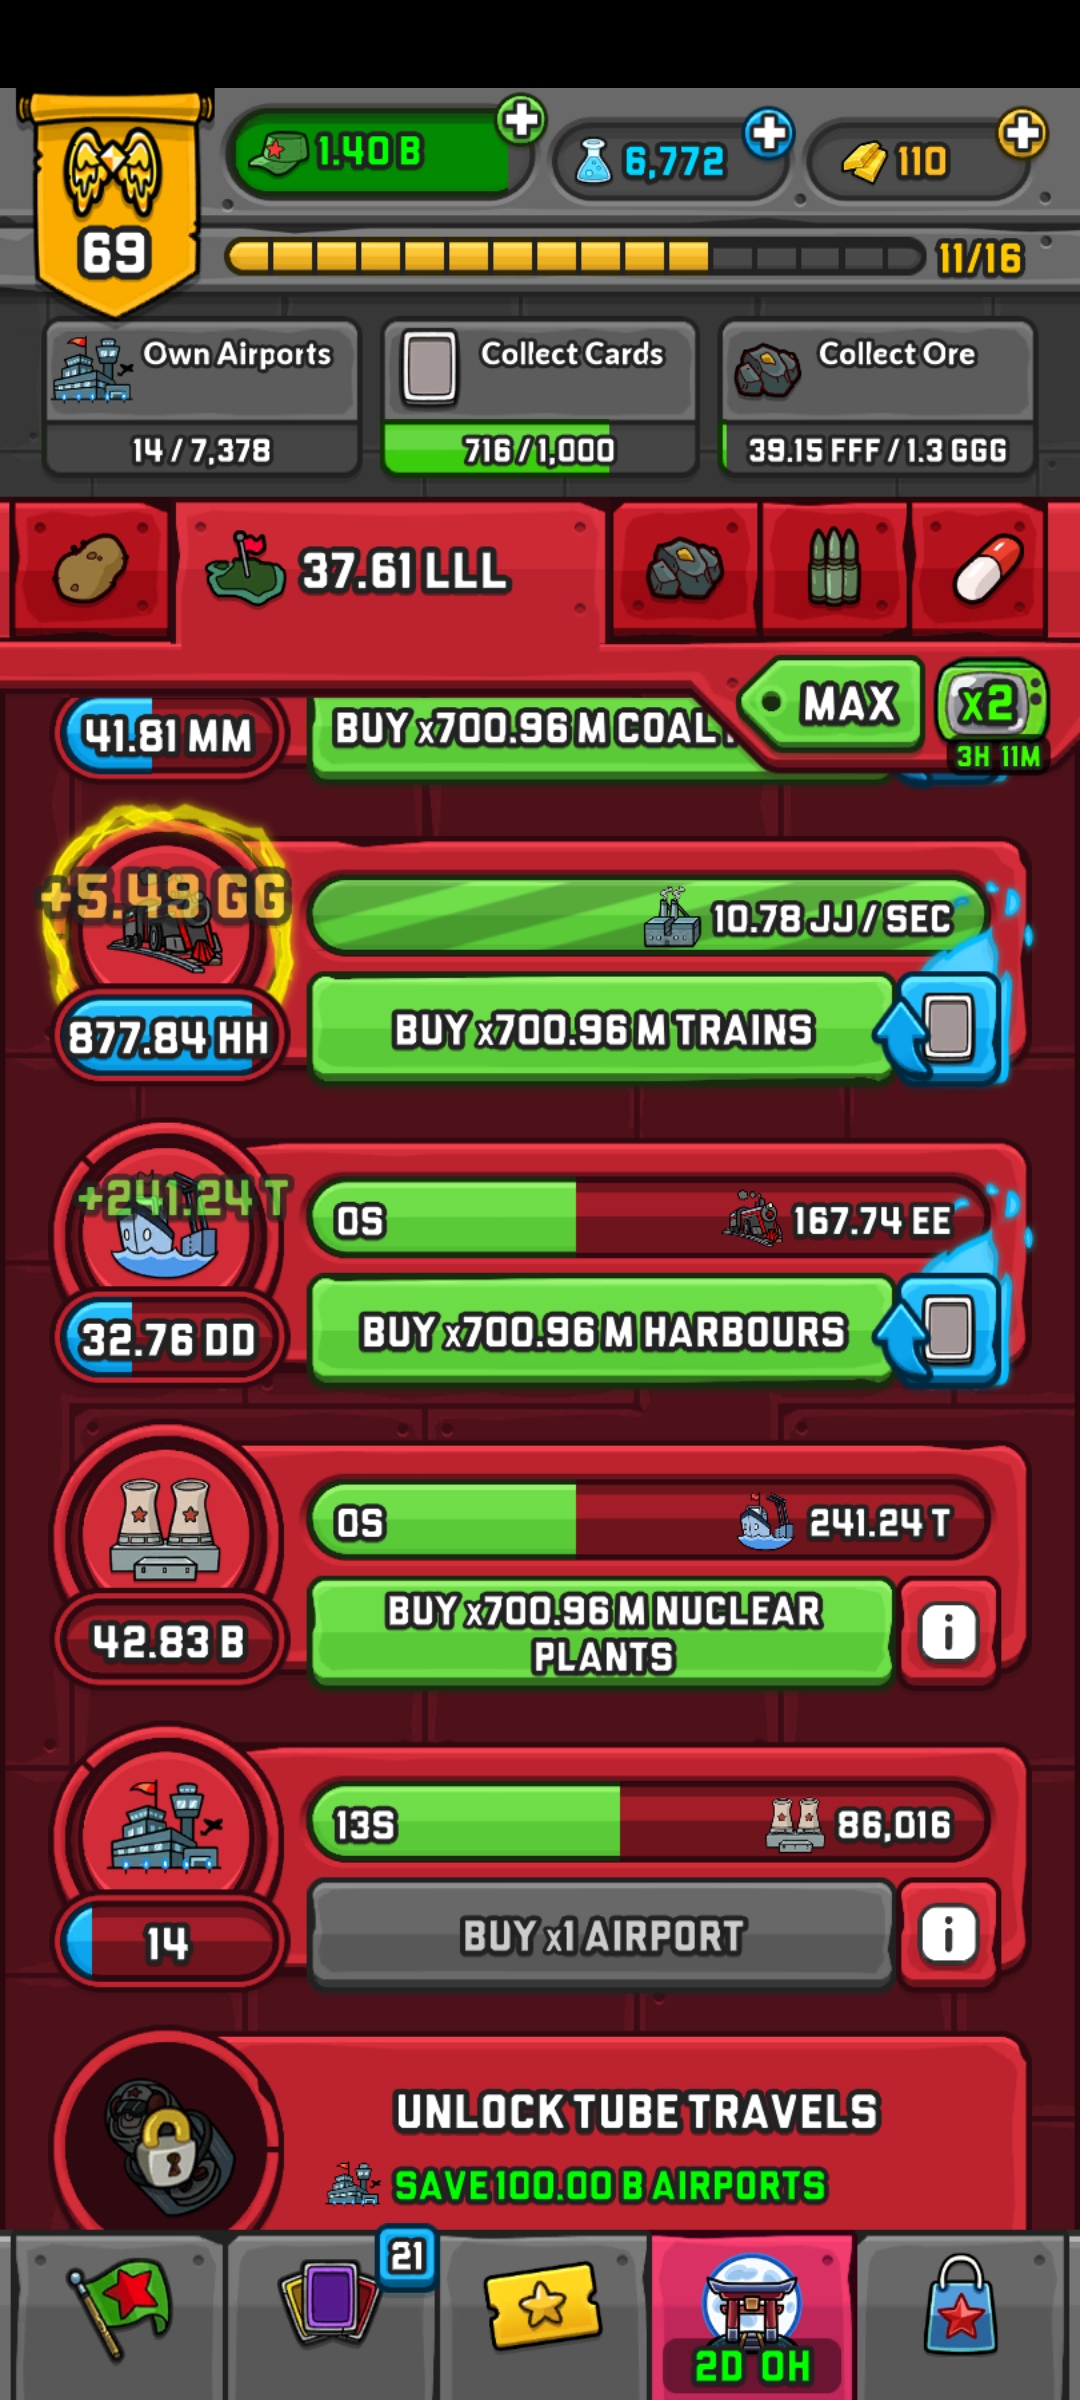 69
1.40 B
6,772
110
11/16
Own Airports
14 / 7,378
Collect Cards
716 / 1,000
Collect Ore
39.15 FFF / 1.3 GGG
37.61 LLL
MAX
x2
3H 11M
41.81 MM
BUY x700.96 M COAL
+5.49 GG
10.78 JJ / SEC
877.84 HH
BUY x700.96 M TRAINS
+241.24 T
0S
167.74 EE
32.76 DD
BUY x700.96 M HARBOURS
0S
241.24 T
42.83 B
BUY x700.96 M NUCLEAR
PLANTS
i
13S
86,016
14
BUY x1 AIRPORT
i
UNLOCK TUBE TRAVELS
SAVE 100.00 B AIRPORTS
21
2D 0H